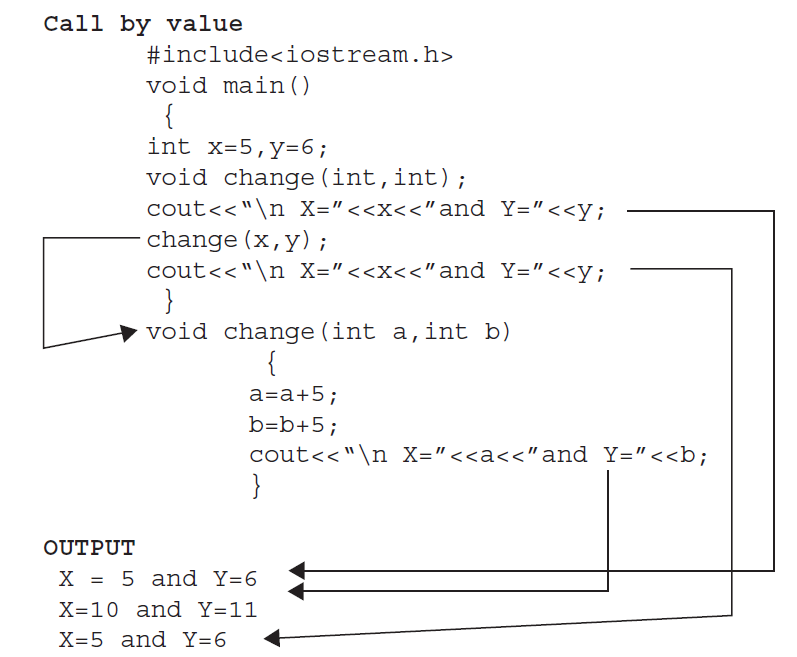 Call by value
#include<iostream.h>
void main()
{
int x=5,y=6;
void change(int,int);
cout<<“\n X=”<<x<<”and Y=”<<y;
change(x,y);
cout<<“\n X=”<<x<<”and Y=”<<y;
}
void change(int a,int b)
{
a=a+5;
b=b+5;
cout<<“\n X=”<<a<<”and Y=”<<b;
}
OUTPUT
X = 5 and Y=6
X=10 and Y=11
X=5 and Y=6